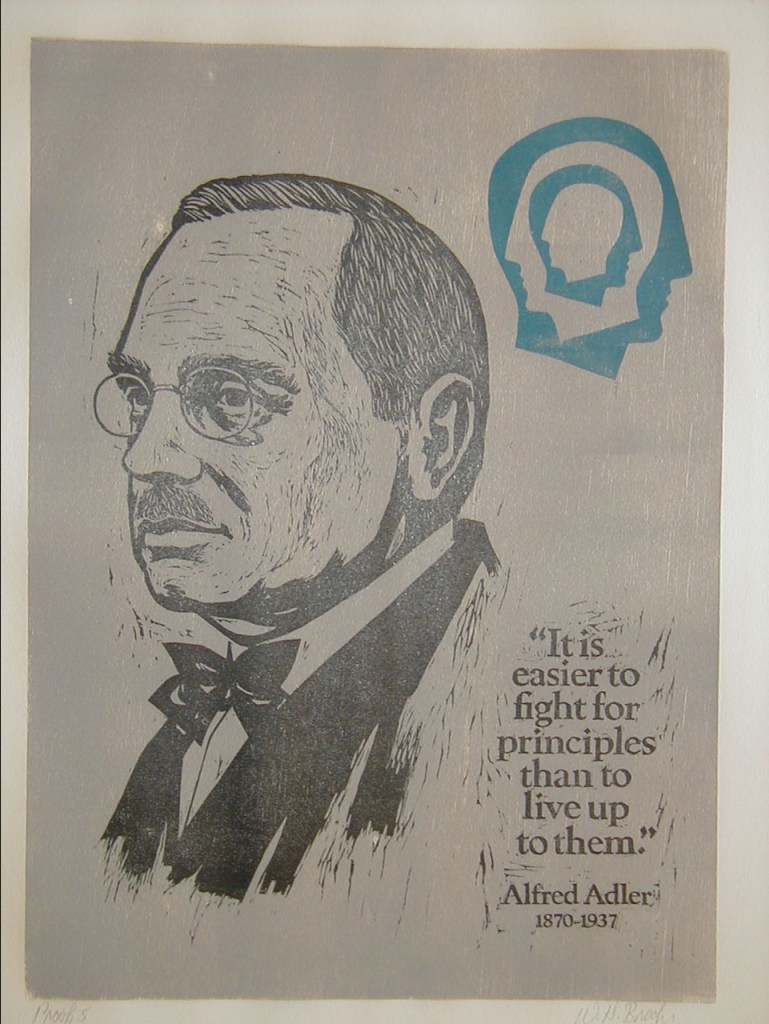 “It is
easier to
fight for
principles
than to
live up
to them.”
Alfred Adler
1870-1937